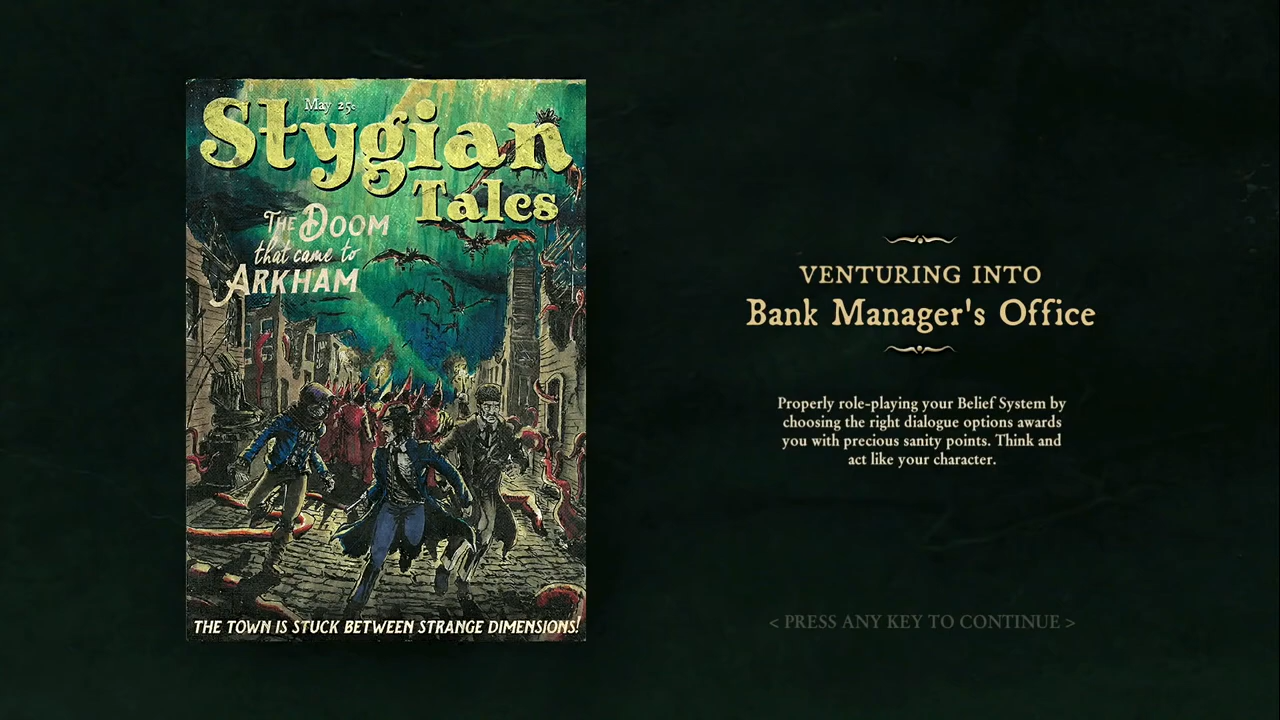 May 25¢
Stygian
Tales
THE DOOM
that came to
ARKHAM
THE TOWN IS STUCK BETWEEN STRANGE DIMENSIONS!
VENTURING INTO
Bank Manager's Office
Properly role-playing your Belief System by
choosing the right dialogue options awards
you with precious sanity points. Think and
act like your character.
< PRESS ANY KEY TO CONTINUE >